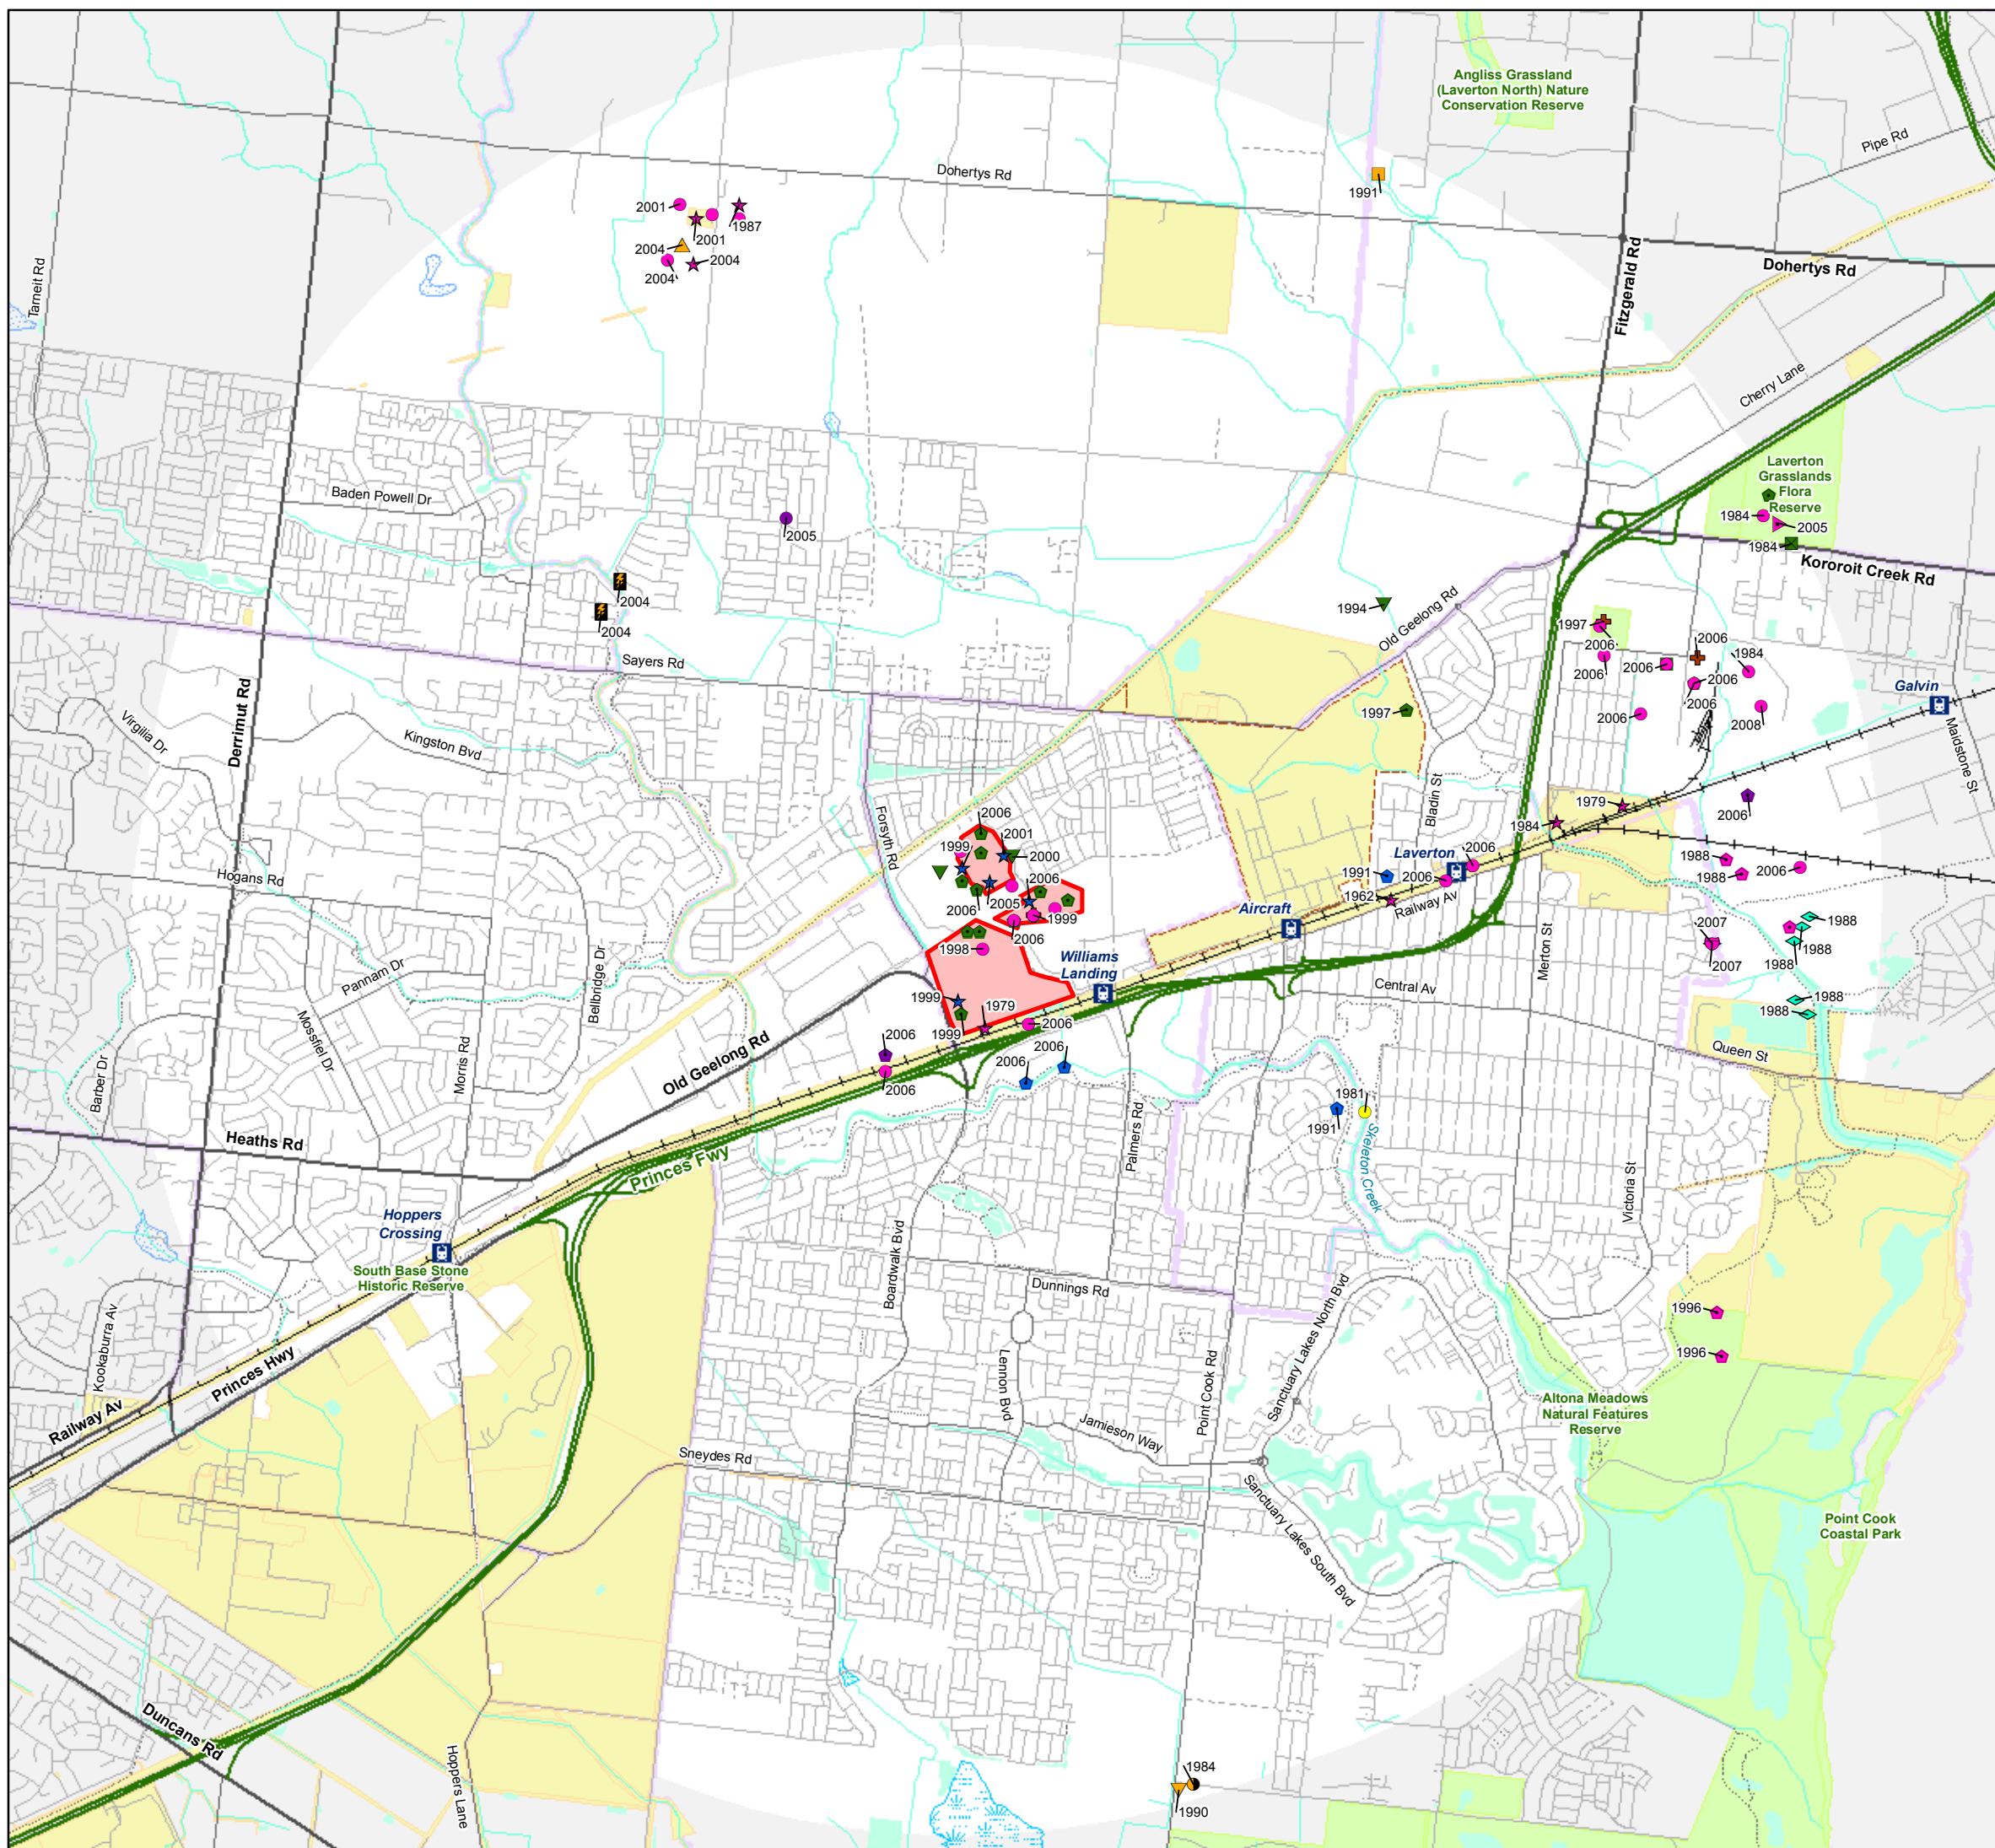 Angliss Grassland
(Laverton North) Nature
Conservation Reserve
Pipe Rd
Dohertys Rd
1991
2001
1987
2001
2004
2004
2004
Tarneit Rd
Fitzgerald Rd
Dohertys Rd
Cherry Lane
Laverton
Grasslands
Flora
Reserve
1984
2005
1984
Kororoit Creek Rd
Baden Powell Dr
2005
2004
2004
1994
Old Geelong Rd
1997
2006
2006
2006
2006
1984
2006
2006
2006
2008
Sayers Rd
Galvin
Maidstone St
Derrimut Rd
Virgilia Dr
Kingston Bvd
1997
Bladin St
Forsyth Rd
1979
1984
2006
2006
2001
1999
2000
2006
2005
2006
1999
2006
1998
Hogans Rd
Laverton
2006
2006
1991
1962
Railway Av
Aircraft
1988
1988
2006
1988
1988
1988
2007
2007
1988
1988
Merton St
Central Av
Williams
Landing
1999
1979
1999
2006
2006
2006
2006
2006
Pannam Dr
Mossfiel Dr
Bellbridge Dr
Morris Rd
Barber Dr
Old Geelong Rd
Queen St
Heaths Rd
Princes Fwy
Palmers Rd
1981
1991
Skeleton Creek
Victoria St
Hoppers
Crossing
South Base Stone
Historic Reserve
Boardwalk Bvd
Dunnings Rd
Sanctuary Lakes North Bvd
1996
1996
Kookaburra Av
Princes Hwy
Railway Av
Lennon Bvd
Jamieson Way
Point Cook Rd
Altona Meadows
Natural Features
Reserve
Sneydes Rd
Sanctuary Lakes South Bvd
Point Cook
Coastal Park
Duncans Rd
Hoppers Lane
1984
1990